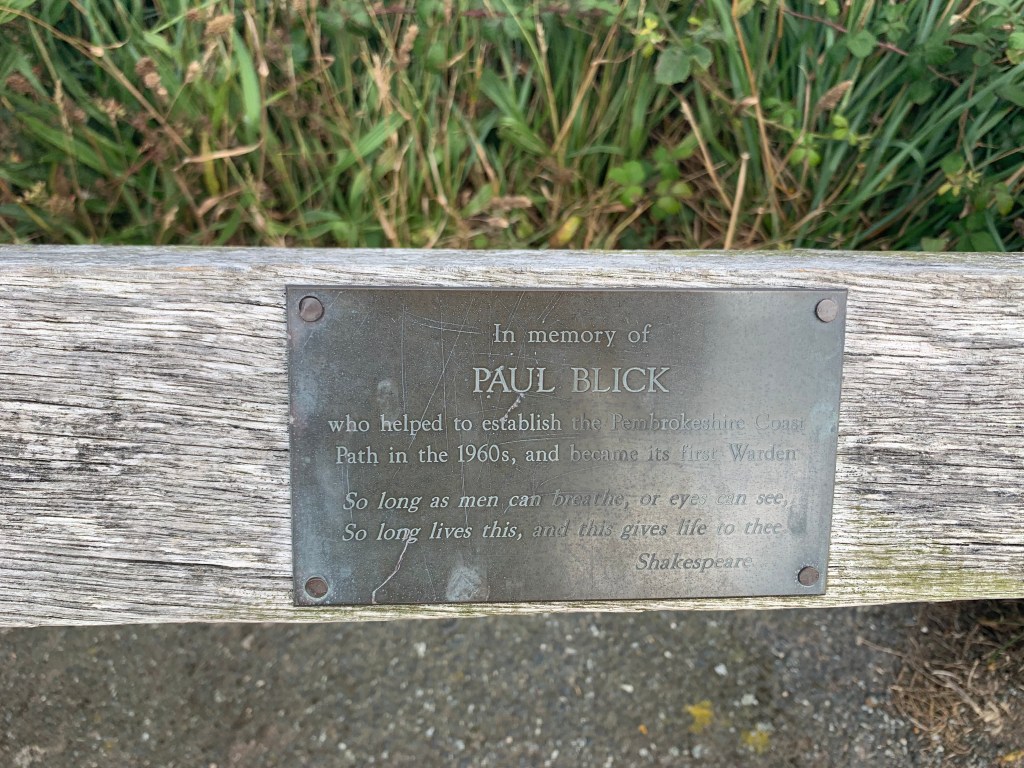 In memory of
PAUL BLICK
who helped to establish the Pembrokeshire Coast
Path in the 1960s, and became its first Warden
So long as men can breathe, or eyes can see,
So long lives this, and this gives life to thee
Shakespeare